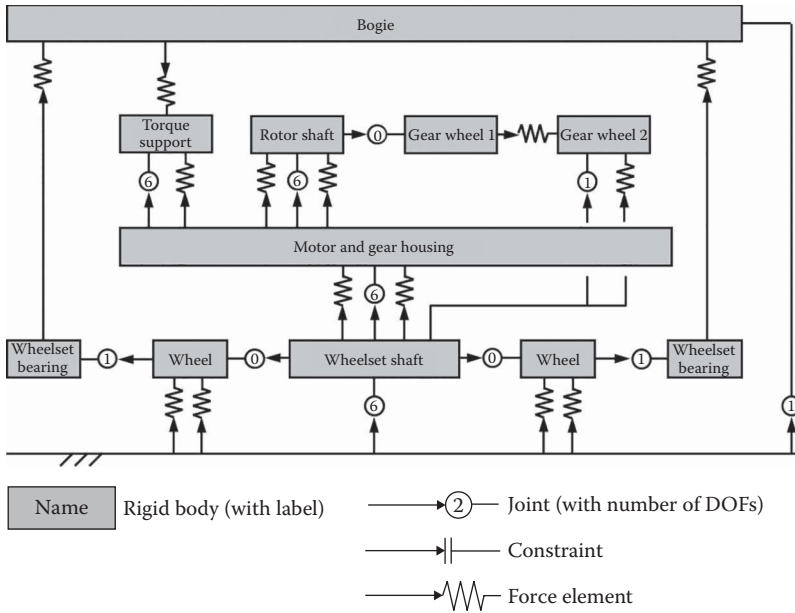 Bogie
Torque
support
Rotor shaft
0
Gear wheel 1
Gear wheel 2
6
6
1
Motor and gear housing
6
Wheelset
bearing
1
Wheel
0
Wheelset shaft
0
Wheel
1
Wheelset
bearing
6
1
Name
Rigid body (with label)
2
Joint (with number of DOFs)
Constraint
Force element